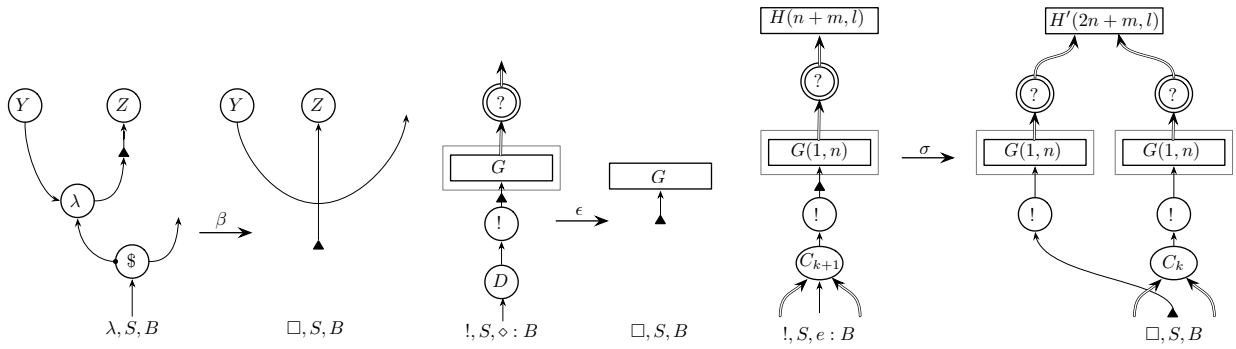 H(n + m, l)
H′(2n + m, l)
?
?
?
?
Y
Z
Y
Z
G(1, n)
σ
G(1, n)
G(1, n)
G
G
λ
!
!
!
!
β
ϵ
$
C_{k+1}
C_k
D
λ, S, B
□, S, B
!, S, ⋄ : B
□, S, B
!, S, e : B
□, S, B